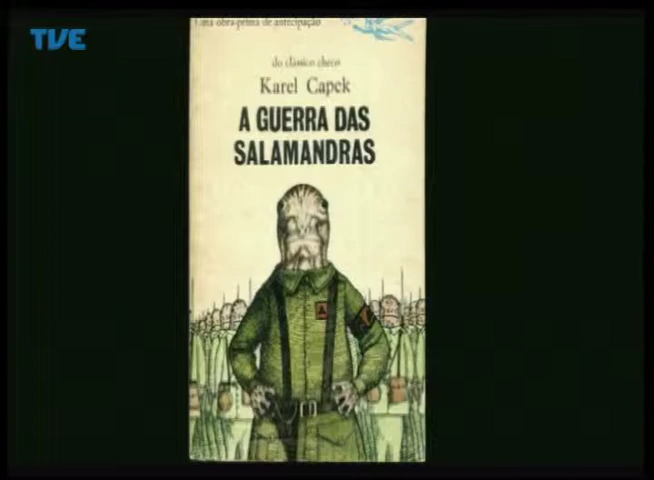 TVE
Uma obra-prima de antecipação
do clássico checo
Karel Capek
A GUERRA DAS
SALAMANDRAS